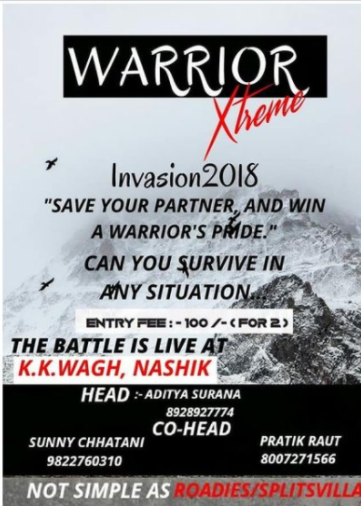 WARRIOR
Xtreme
Invasion2018
"SAVE YOUR PARTNER, AND WIN
A WARRIOR'S PRIDE."
CAN YOU SURVIVE IN
ANY SITUATION...
ENTRY FEE : - 100 /- ( FOR 2 )
THE BATTLE IS LIVE AT
K.K.WAGH, NASHIK
HEAD :- ADITYA SURANA
8928927774
CO-HEAD
SUNNY CHHATANI
9822760310
PRATIK RAUT
8007271566
NOT SIMPLE AS ROADIES/SPLITSVILLA